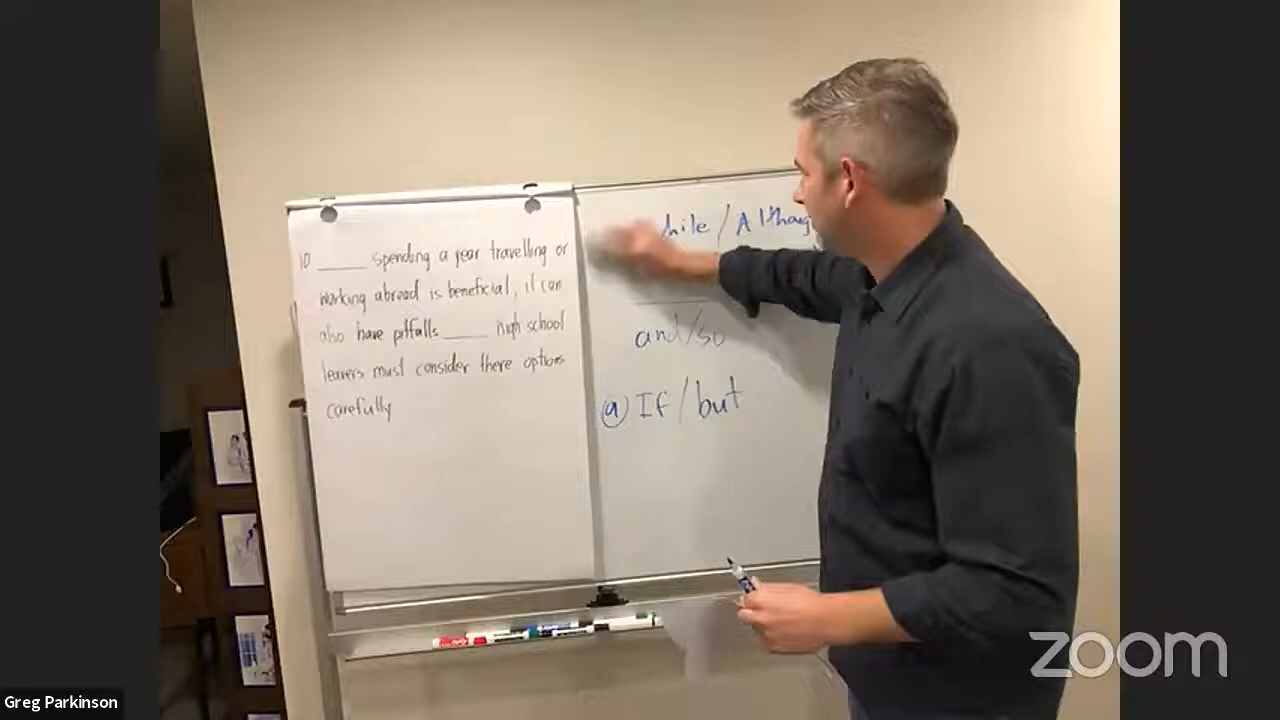 10 ____ spending a year travelling or
working abroad is beneficial, it can
also have pitfalls ____ high school
leavers must consider there options
carefully
hile / Althoug
and/so
a If / but
Greg Parkinson
zoom